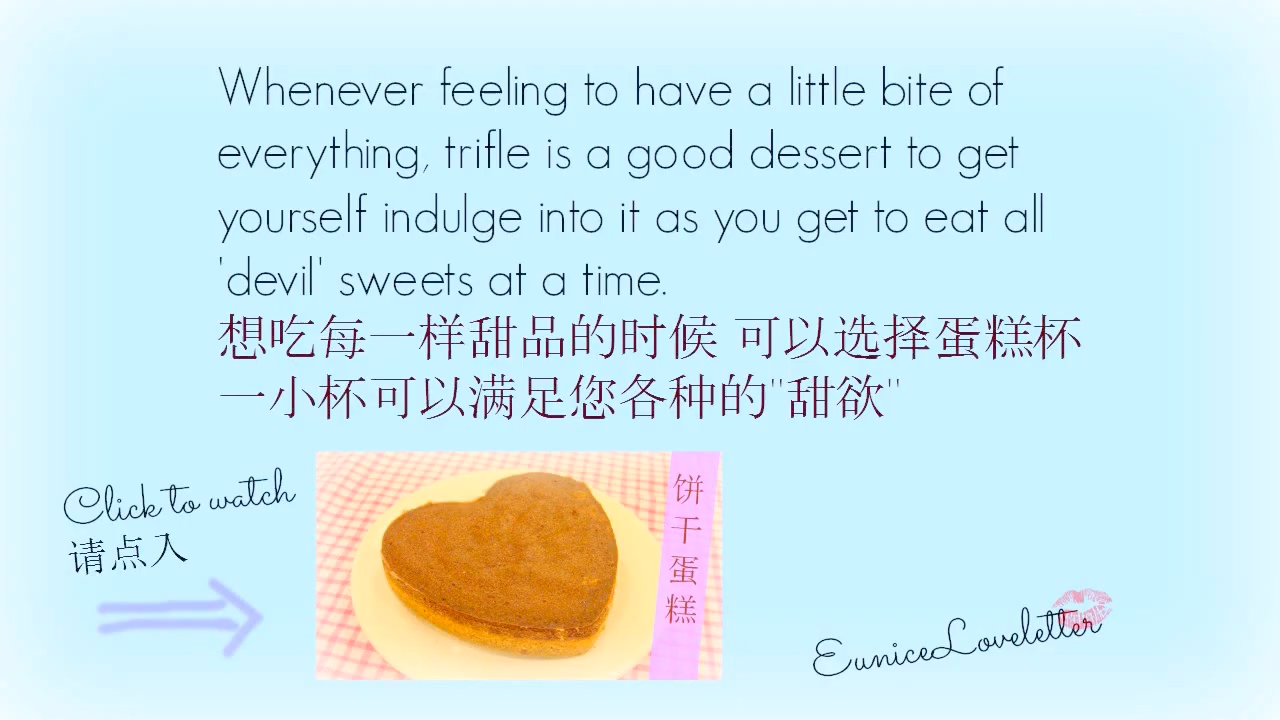 Whenever feeling to have a little bite of
everything, trifle is a good dessert to get
yourself indulge into it as you get to eat all
'devil' sweets at a time.
想吃每一样甜品的时候 可以选择蛋糕杯
一小杯可以满足您各种的"甜欲"
Click to watch
请点入
饼干蛋糕
EuniceLoveletter